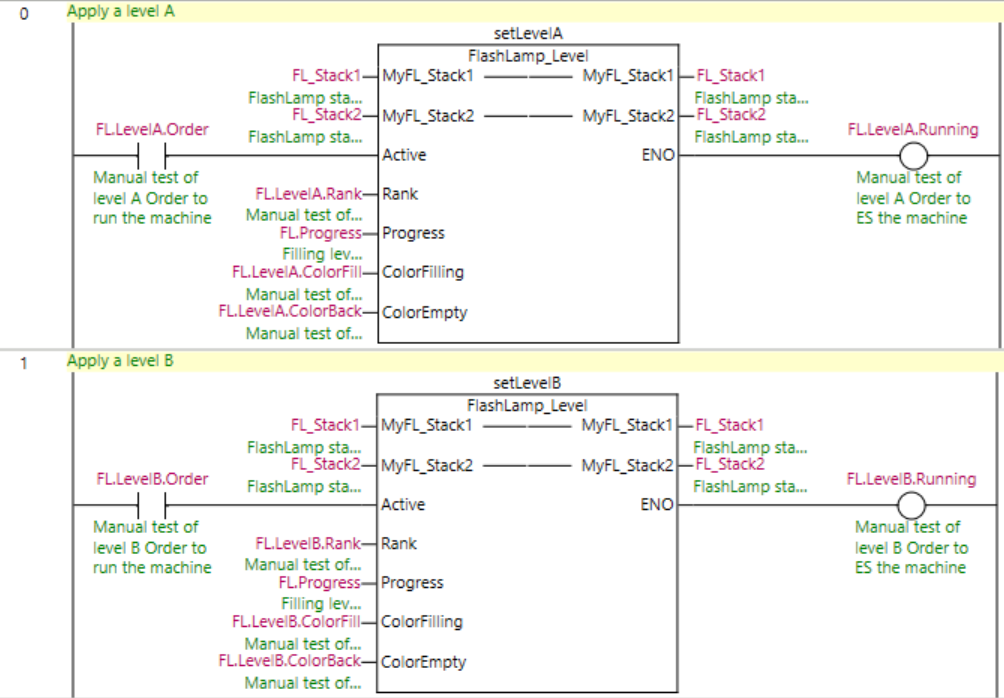 0 Apply a level A
setLevelA
FlashLamp_Level
FL_Stack1 MyFL_Stack1 MyFL_Stack1 FL_Stack1
FlashLamp sta... FlashLamp sta...
FL_Stack2 MyFL_Stack2 MyFL_Stack2 FL_Stack2
FlashLamp sta... FlashLamp sta...
FL.LevelA.Order FL.LevelA.Running
Active ENO
Manual test of Manual test of
level A Order to level A Order to
run the machine ES the machine
FL.LevelA.Rank Rank
Manual test of...
FL.Progress Progress
Filling lev...
FL.LevelA.ColorFill ColorFilling
Manual test of...
FL.LevelA.ColorBack ColorEmpty
Manual test of...
1 Apply a level B
setLevelB
FlashLamp_Level
FL_Stack1 MyFL_Stack1 MyFL_Stack1 FL_Stack1
FlashLamp sta... FlashLamp sta...
FL_Stack2 MyFL_Stack2 MyFL_Stack2 FL_Stack2
FlashLamp sta... FlashLamp sta...
FL.LevelB.Order FL.LevelB.Running
Active ENO
Manual test of Manual test of
level B Order to level B Order to
run the machine ES the machine
FL.LevelB.Rank Rank
Manual test of...
FL.Progress Progress
Filling lev...
FL.LevelB.ColorFill ColorFilling
Manual test of...
FL.LevelB.ColorBack ColorEmpty
Manual test of...